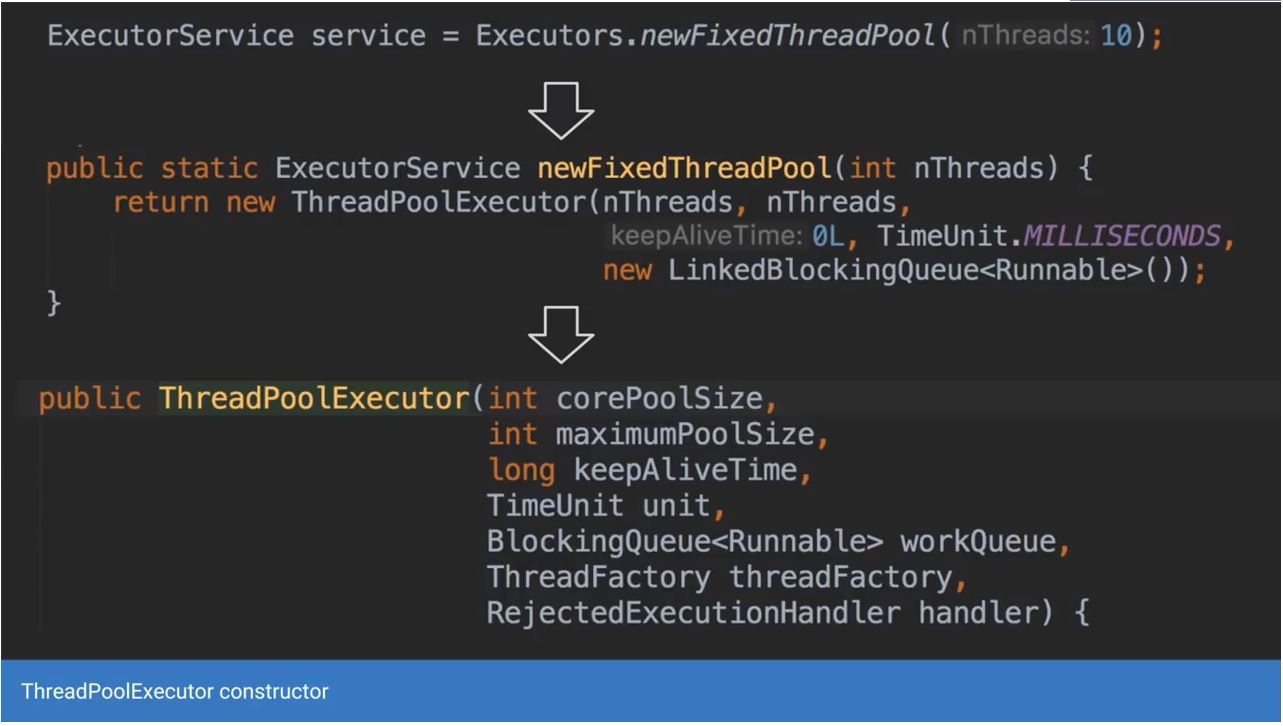 ExecutorService service = Executors.newFixedThreadPool( nThreads: 10);
public static ExecutorService newFixedThreadPool(int nThreads) {
return new ThreadPoolExecutor(nThreads, nThreads,
keepAliveTime: 0L, TimeUnit.MILLISECONDS,
new LinkedBlockingQueue<Runnable>());
}
public ThreadPoolExecutor(int corePoolSize,
int maximumPoolSize,
long keepAliveTime,
TimeUnit unit,
BlockingQueue<Runnable> workQueue,
ThreadFactory threadFactory,
RejectedExecutionHandler handler) {
ThreadPoolExecutor constructor